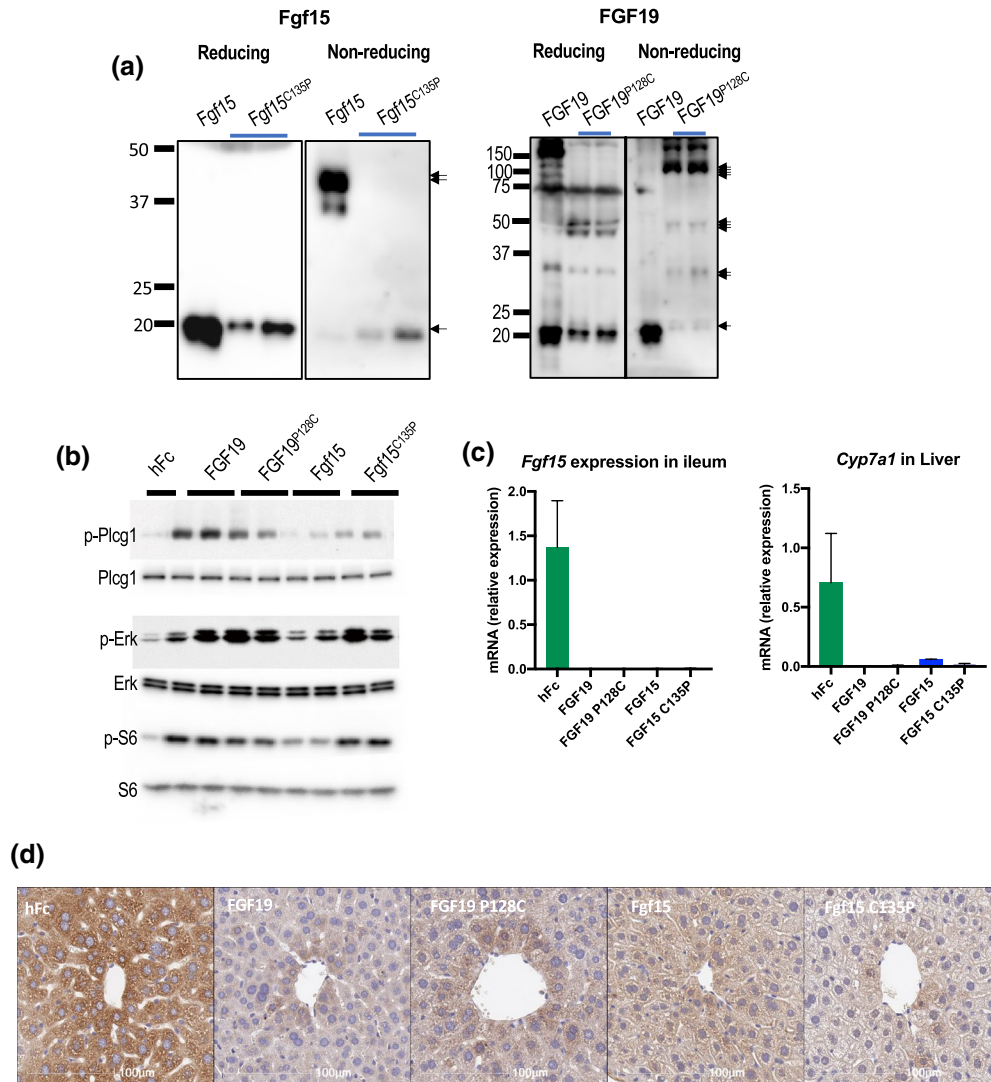 Fgf15
FGF19
(a)
Reducing
Non-reducing
Reducing
Non-reducing
Fgf15
Fgf15C135P
Fgf15
Fgf15C135P
FGF19
FGF19P128C
FGF19
FGF19P128C
50
37
25
20
150
100
75
50
37
25
20
(b)
hFc
FGF19
FGF19P128C
Fgf15
Fgf15C135P
p-Plcg1
Plcg1
p-Erk
Erk
p-S6
S6
(c)
Fgf15 expression in ileum
mRNA (relative expression)
2.0
1.5
1.0
0.5
0.0
hFc
FGF19
FGF19 P128C
FGF15
FGF15 C135P
Cyp7a1 in Liver
mRNA (relative expression)
1.5
1.0
0.5
0.0
hFc
FGF19
FGF19 P128C
FGF15
FGF15 C135P
(d)
hFc
FGF19
FGF19 P128C
Fgf15
Fgf15 C135P
100µm
100µm
100µm
100µm
100µm